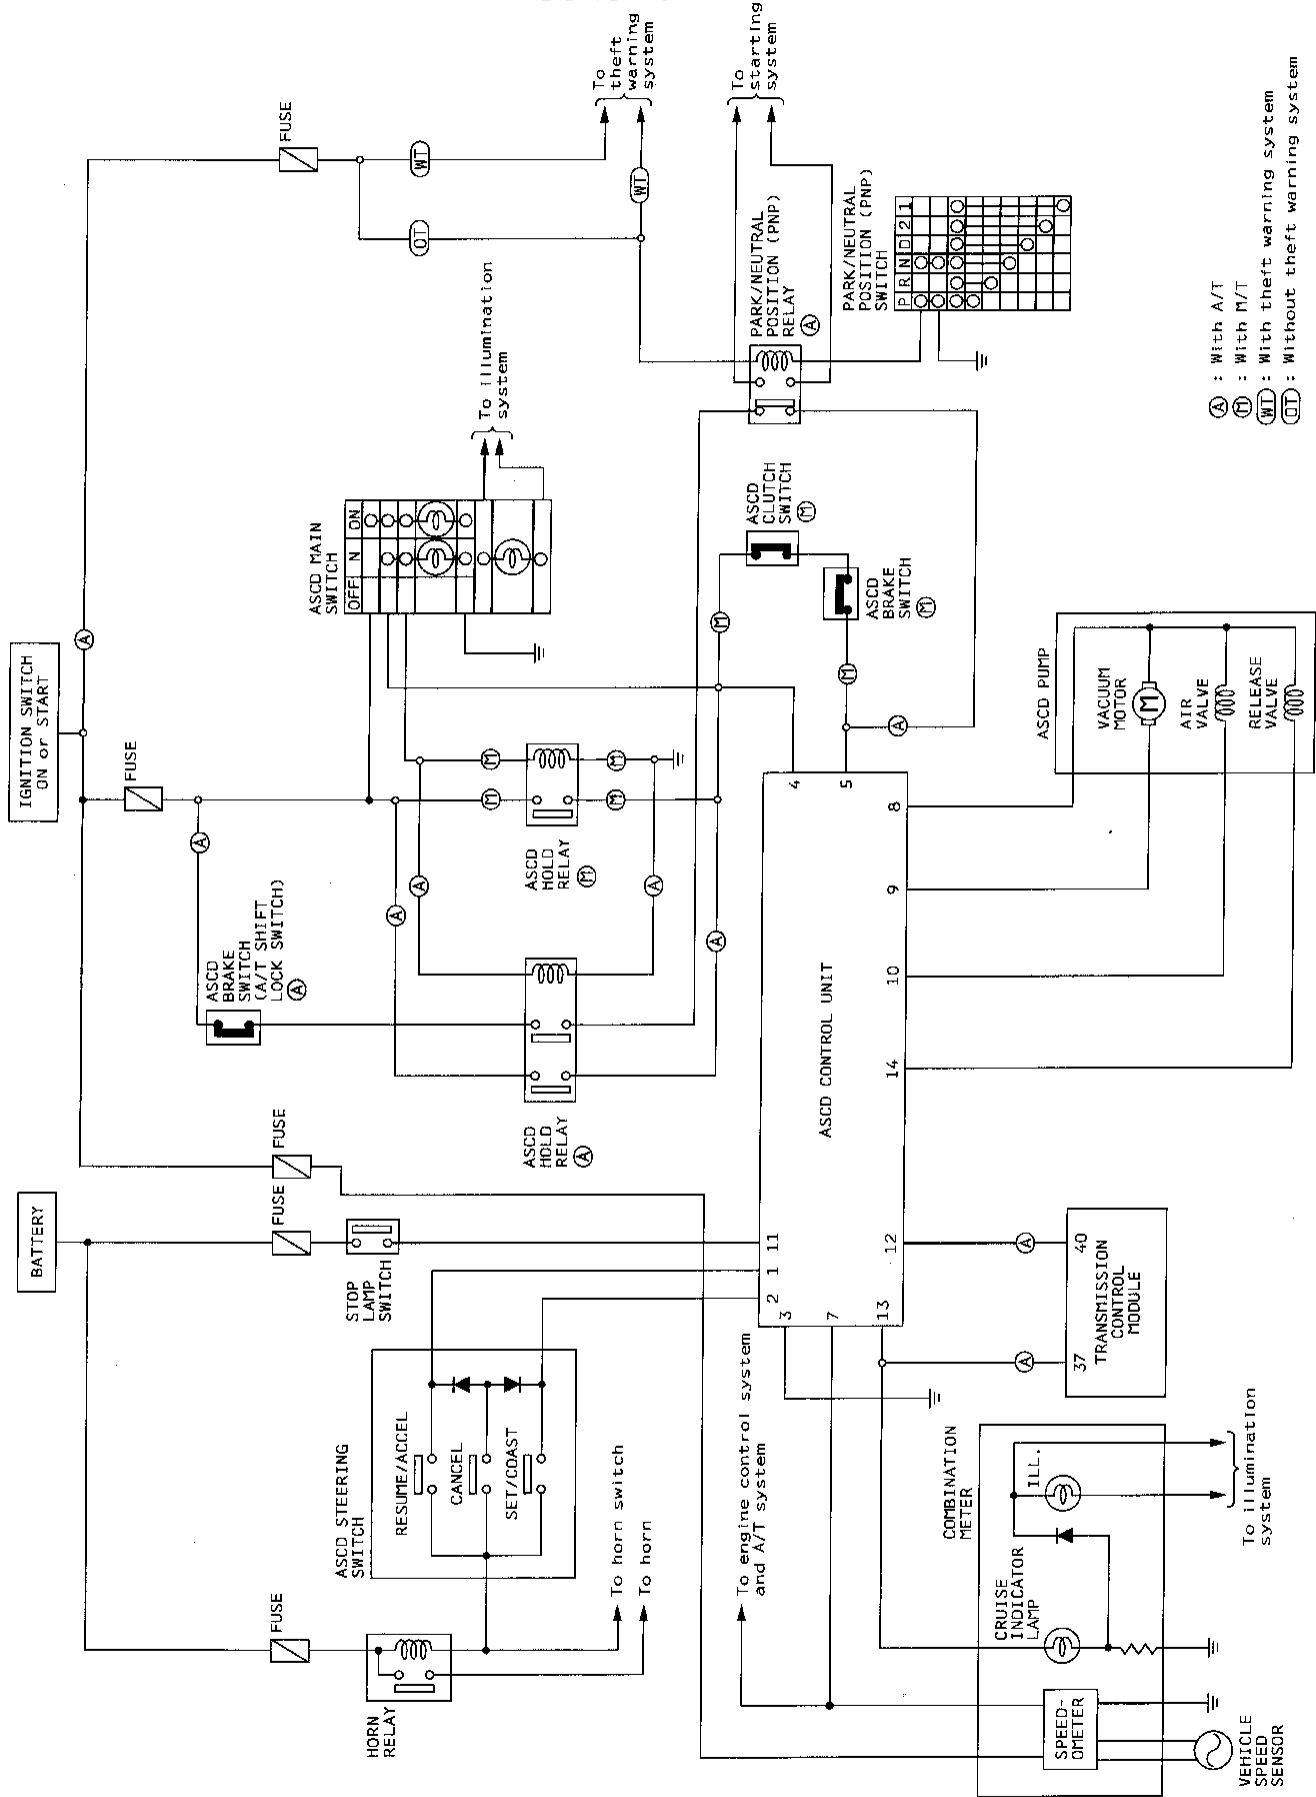 IGNITION SWITCH
ON or START
BATTERY
FUSE
FUSE
FUSE
FUSE
FUSE
A
A
WT
OT
WT
To
theft
warning
system
To
starting
system
To illumination
system
ASCD MAIN
SWITCH
OFF N ON
ASCD
BRAKE
SWITCH
(A/T SHIFT
LOCK SWITCH)
A
STOP
LAMP
SWITCH
HORN
RELAY
ASCD STEERING
SWITCH
RESUME/ACCEL
CANCEL
SET/COAST
To horn switch
To horn
ASCD
HOLD
RELAY
A
ASCD
HOLD
RELAY
M
A
A
A
A
M
M
M
M
M
M
A
ASCD
CLUTCH
SWITCH
M
ASCD
BRAKE
SWITCH
M
PARK/NEUTRAL
POSITION (PNP)
RELAY
A
PARK/NEUTRAL
POSITION (PNP)
SWITCH
P R N D 2 1
ASCD CONTROL UNIT
11
1
2
3
7
13
12
14
10
9
8
5
4
ASCD PUMP
VACUUM
MOTOR
M
AIR
VALVE
RELEASE
VALVE
To engine control system
and A/T system
A
A
37
40
TRANSMISSION
CONTROL
MODULE
COMBINATION
METER
CRUISE
INDICATOR
LAMP
ILL.
SPEED-
OMETER
VEHICLE
SPEED
SENSOR
To illumination
system
A : With A/T
M : With M/T
WT : With theft warning system
OT : Without theft warning system